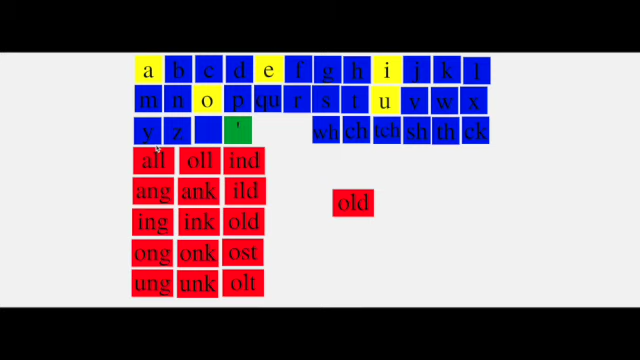 a b c d e f g h i j k l
m n o p qu r s t u v w x
y z ' wh ch tch sh th ck
all oll ind
ang ank ild
ing ink old
ong onk ost
ung unk olt
old